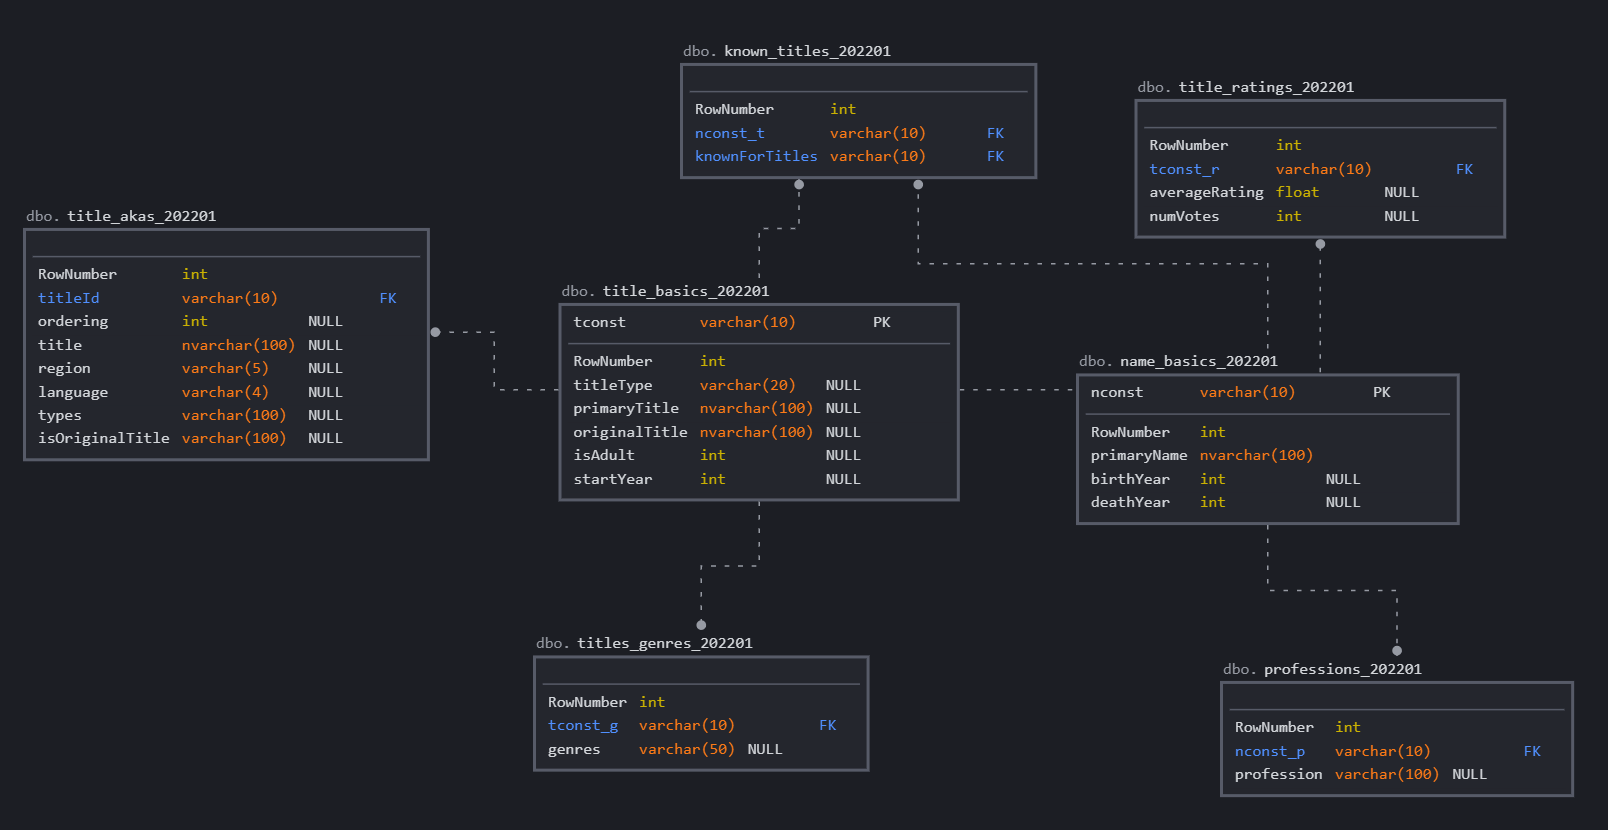 dbo. known_titles_202201
RowNumber int
nconst_t varchar(10) FK
knownForTitles varchar(10) FK
dbo. title_ratings_202201
RowNumber int
tconst_r varchar(10) FK
averageRating float NULL
numVotes int NULL
dbo. title_akas_202201
RowNumber int
titleId varchar(10) FK
ordering int NULL
title nvarchar(100) NULL
region varchar(5) NULL
language varchar(4) NULL
types varchar(100) NULL
isOriginalTitle varchar(100) NULL
dbo. title_basics_202201
tconst varchar(10) PK
RowNumber int
titleType varchar(20) NULL
primaryTitle nvarchar(100) NULL
originalTitle nvarchar(100) NULL
isAdult int NULL
startYear int NULL
dbo. name_basics_202201
nconst varchar(10) PK
RowNumber int
primaryName nvarchar(100)
birthYear int NULL
deathYear int NULL
dbo. titles_genres_202201
RowNumber int
tconst_g varchar(10) FK
genres varchar(50) NULL
dbo. professions_202201
RowNumber int
nconst_p varchar(10) FK
profession varchar(100) NULL